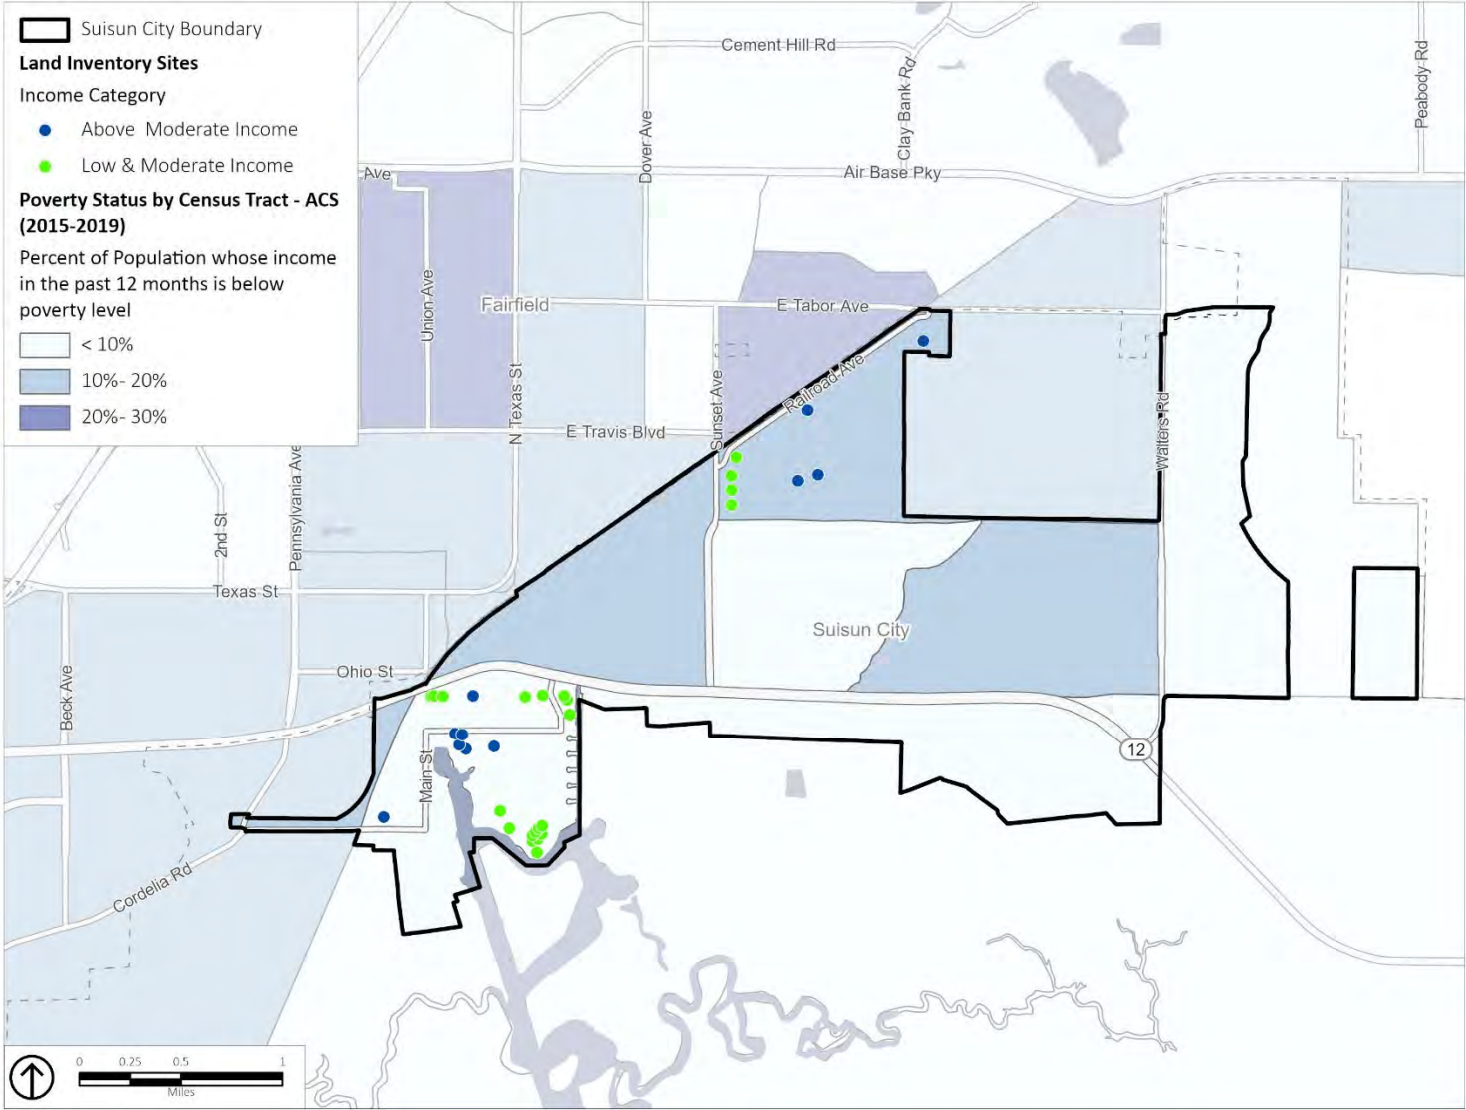 Suisun City Boundary
Land Inventory Sites
Income Category
Above Moderate Income
Low & Moderate Income
Poverty Status by Census Tract - ACS
(2015-2019)
Percent of Population whose income
in the past 12 months is below
poverty level
< 10%
10%- 20%
20%- 30%
Cement Hill Rd
Clay Bank Rd
Peabody Rd
Dover Ave
Ave
Air Base Pky
Union Ave
Fairfield
E Tabor Ave
N Texas St
Sunset Ave
Railroad Ave
E Travis Blvd
Walters Rd
2nd St
Pennsylvania Ave
Texas St
Suisun City
Ohio St
Beck Ave
Main St
12
Cordelia Rd
0 0.25 0.5 1
Miles